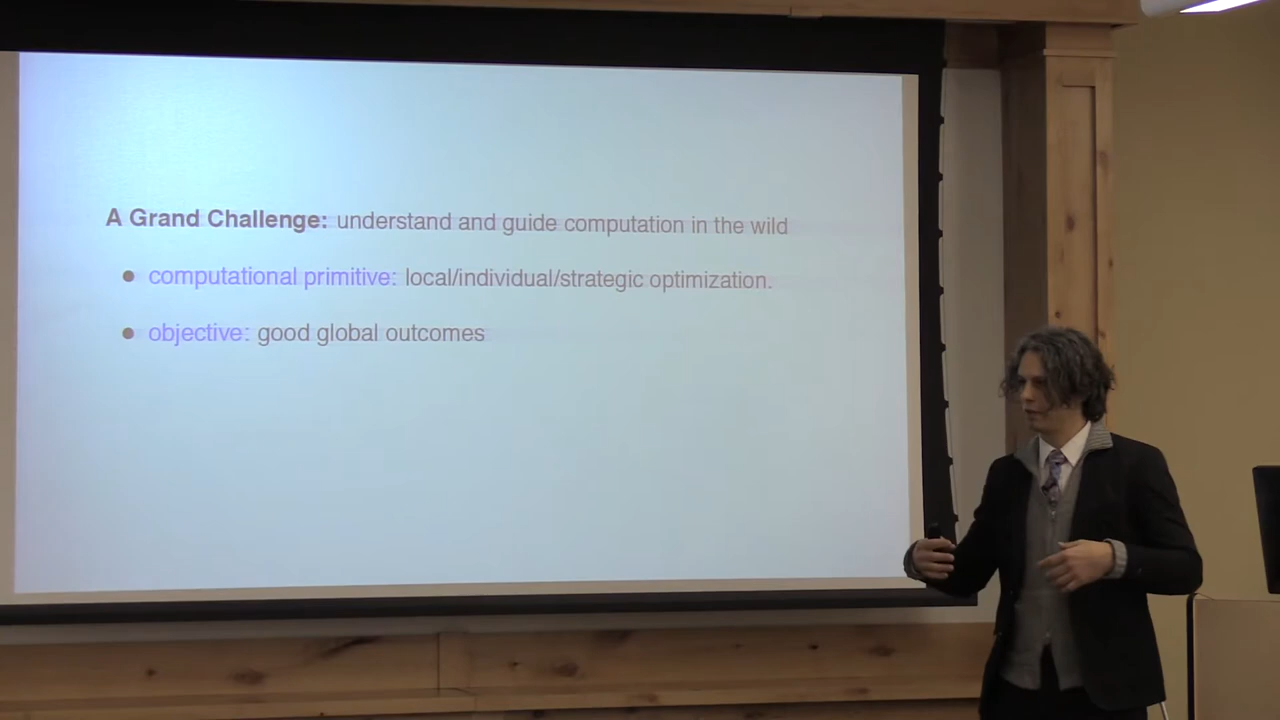 A Grand Challenge: understand and guide computation in the wild
● computational primitive: local/individual/strategic optimization.
● objective: good global outcomes